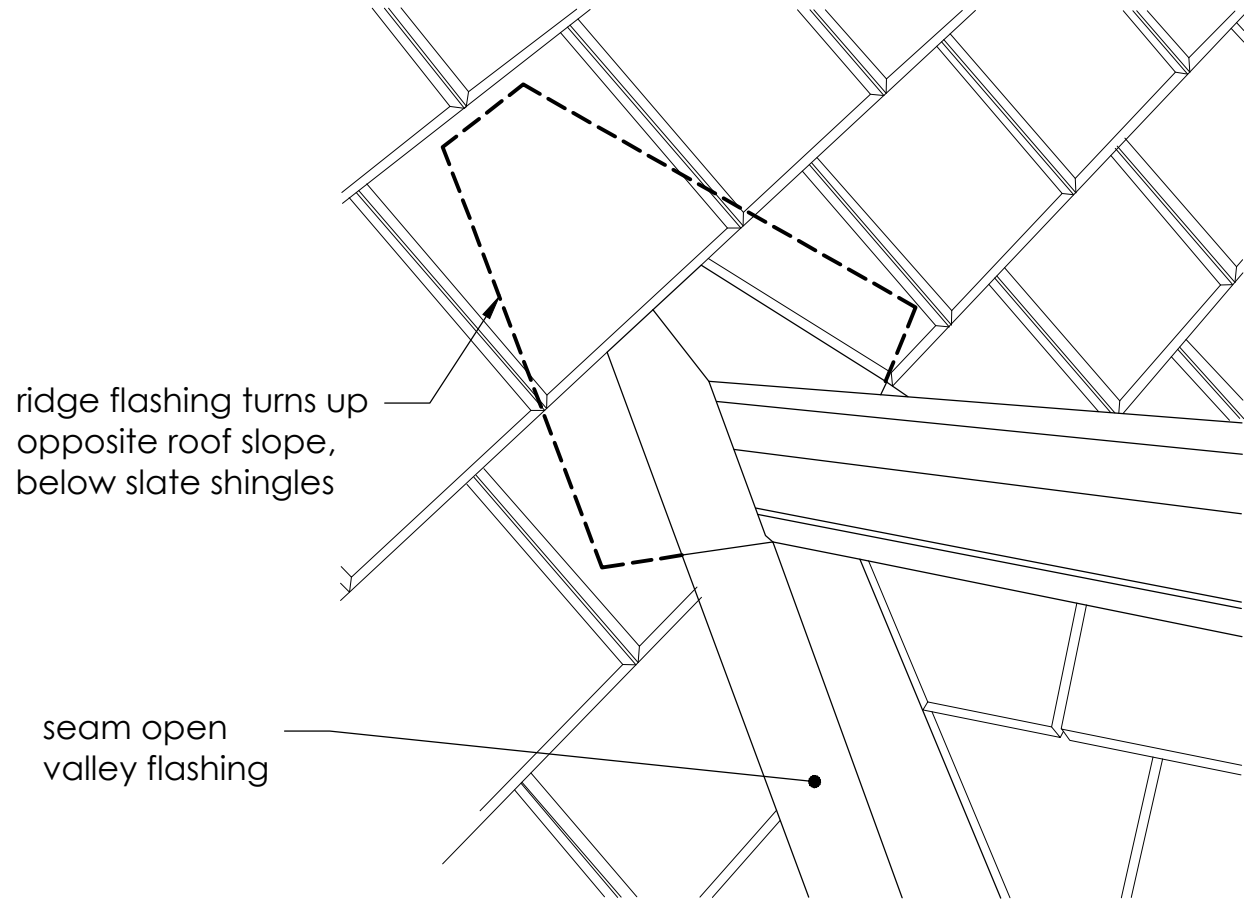 ridge flashing turns up
opposite roof slope,
below slate shingles
seam open
valley flashing